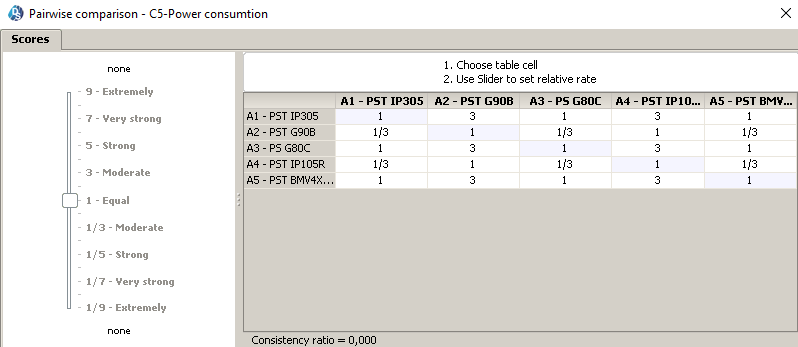 Pairwise comparison - C5-Power consumtion
Scores
none
9 - Extremely
7 - Very strong
5 - Strong
3 - Moderate
1 - Equal
1/3 - Moderate
1/5 - Strong
1/7 - Very strong
1/9 - Extremely
none
1. Choose table cell
2. Use Slider to set relative rate
A1 - PST IP305 A2 - PST G90B A3 - PS G80C A4 - PST IP10... A5 - PST BMV...
A1 - PST IP305 1 3 1 3 1
A2 - PST G90B 1/3 1 1/3 1 1/3
A3 - PS G80C 1 3 1 3 1
A4 - PST IP105R 1/3 1 1/3 1 1/3
A5 - PST BMV4X... 1 3 1 3 1
Consistency ratio = 0,000